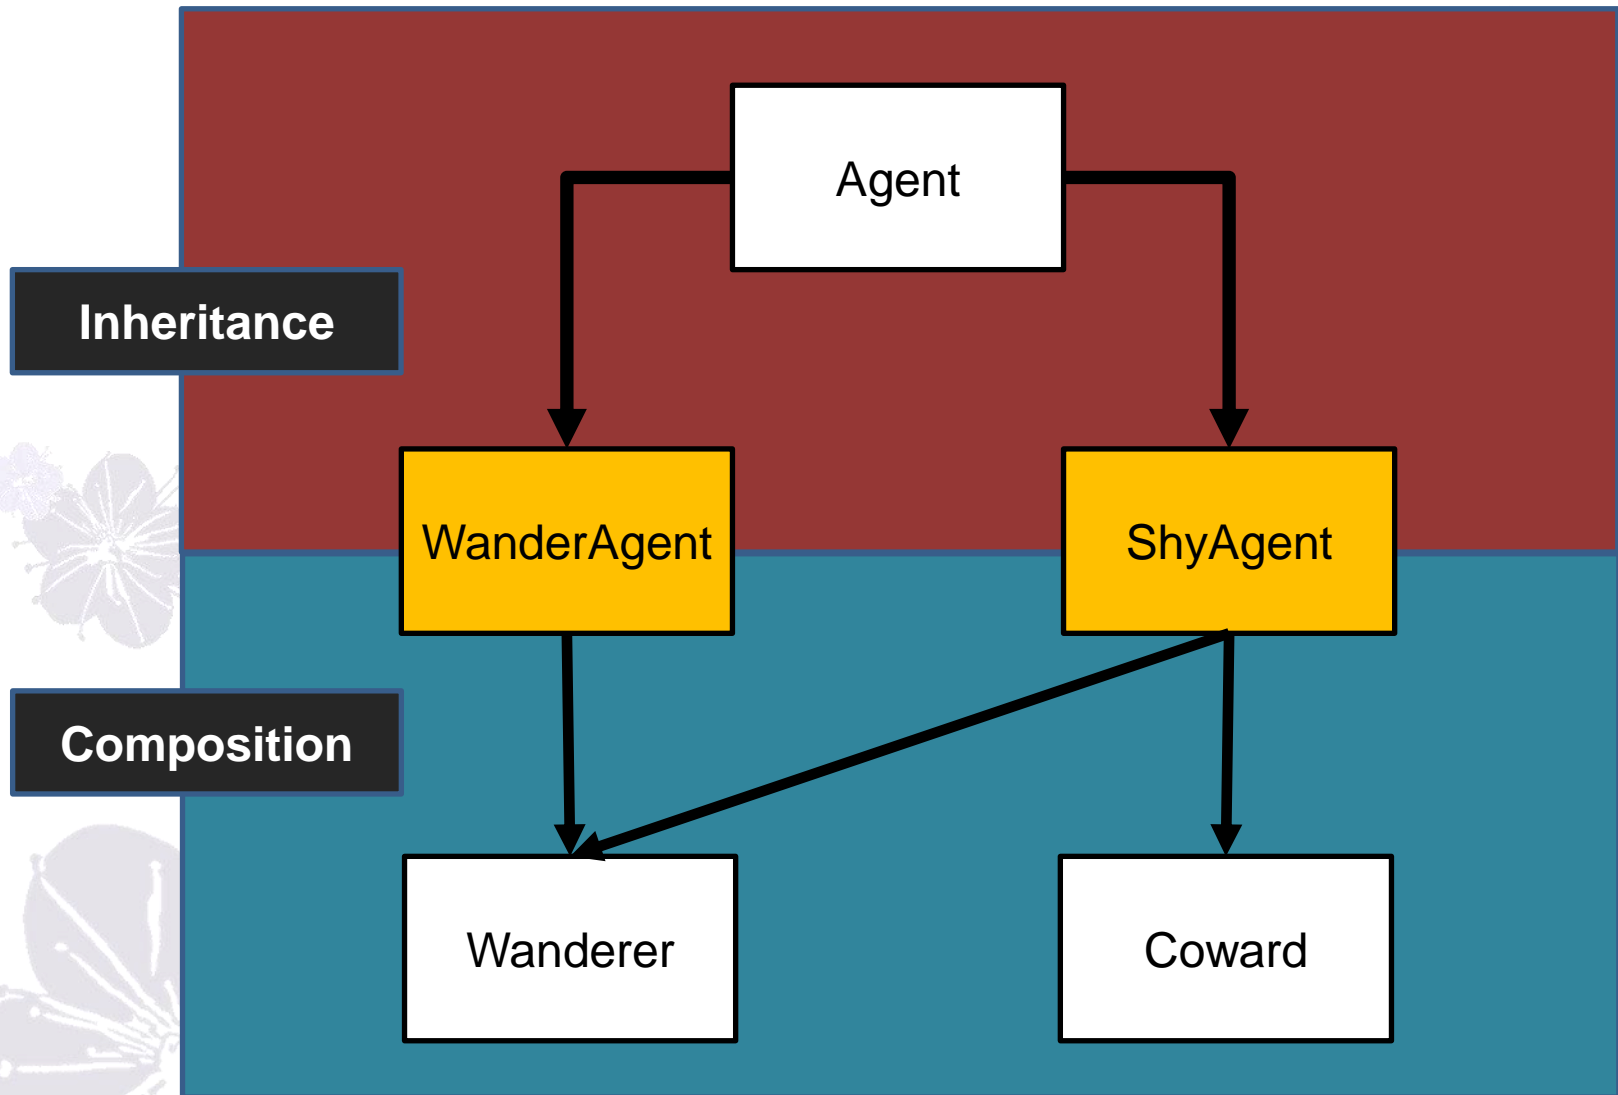 Agent
Inheritance
WanderAgent
ShyAgent
Composition
Wanderer
Coward